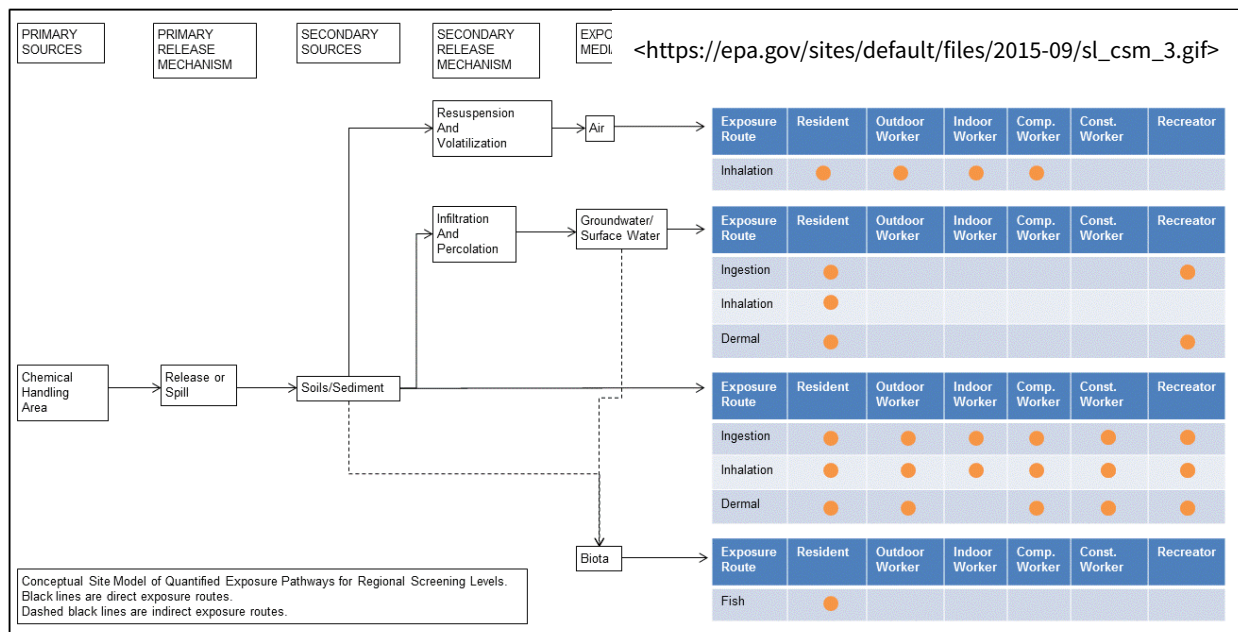 PRIMARY
SOURCES
PRIMARY
RELEASE
MECHANISM
SECONDARY
SOURCES
SECONDARY
RELEASE
MECHANISM
<https://epa.gov/sites/default/files/2015-09/sl_csm_3.gif>
Resuspension
And
Volatilization
Air
Exposure
Route
Resident
Outdoor
Worker
Indoor
Worker
Comp.
Worker
Const.
Worker
Recreator
Inhalation
Infiltration
And
Percolation
Groundwater/
Surface Water
Exposure
Route
Resident
Outdoor
Worker
Indoor
Worker
Comp.
Worker
Const.
Worker
Recreator
Ingestion
Inhalation
Dermal
Chemical
Handling
Area
Release or
Spill
Soils/Sediment
Exposure
Route
Resident
Outdoor
Worker
Indoor
Worker
Comp.
Worker
Const.
Worker
Recreator
Ingestion
Inhalation
Dermal
Biota
Exposure
Route
Resident
Outdoor
Worker
Indoor
Worker
Comp.
Worker
Const.
Worker
Recreator
Fish
Conceptual Site Model of Quantified Exposure Pathways for Regional Screening Levels.
Black lines are direct exposure routes.
Dashed black lines are indirect exposure routes.